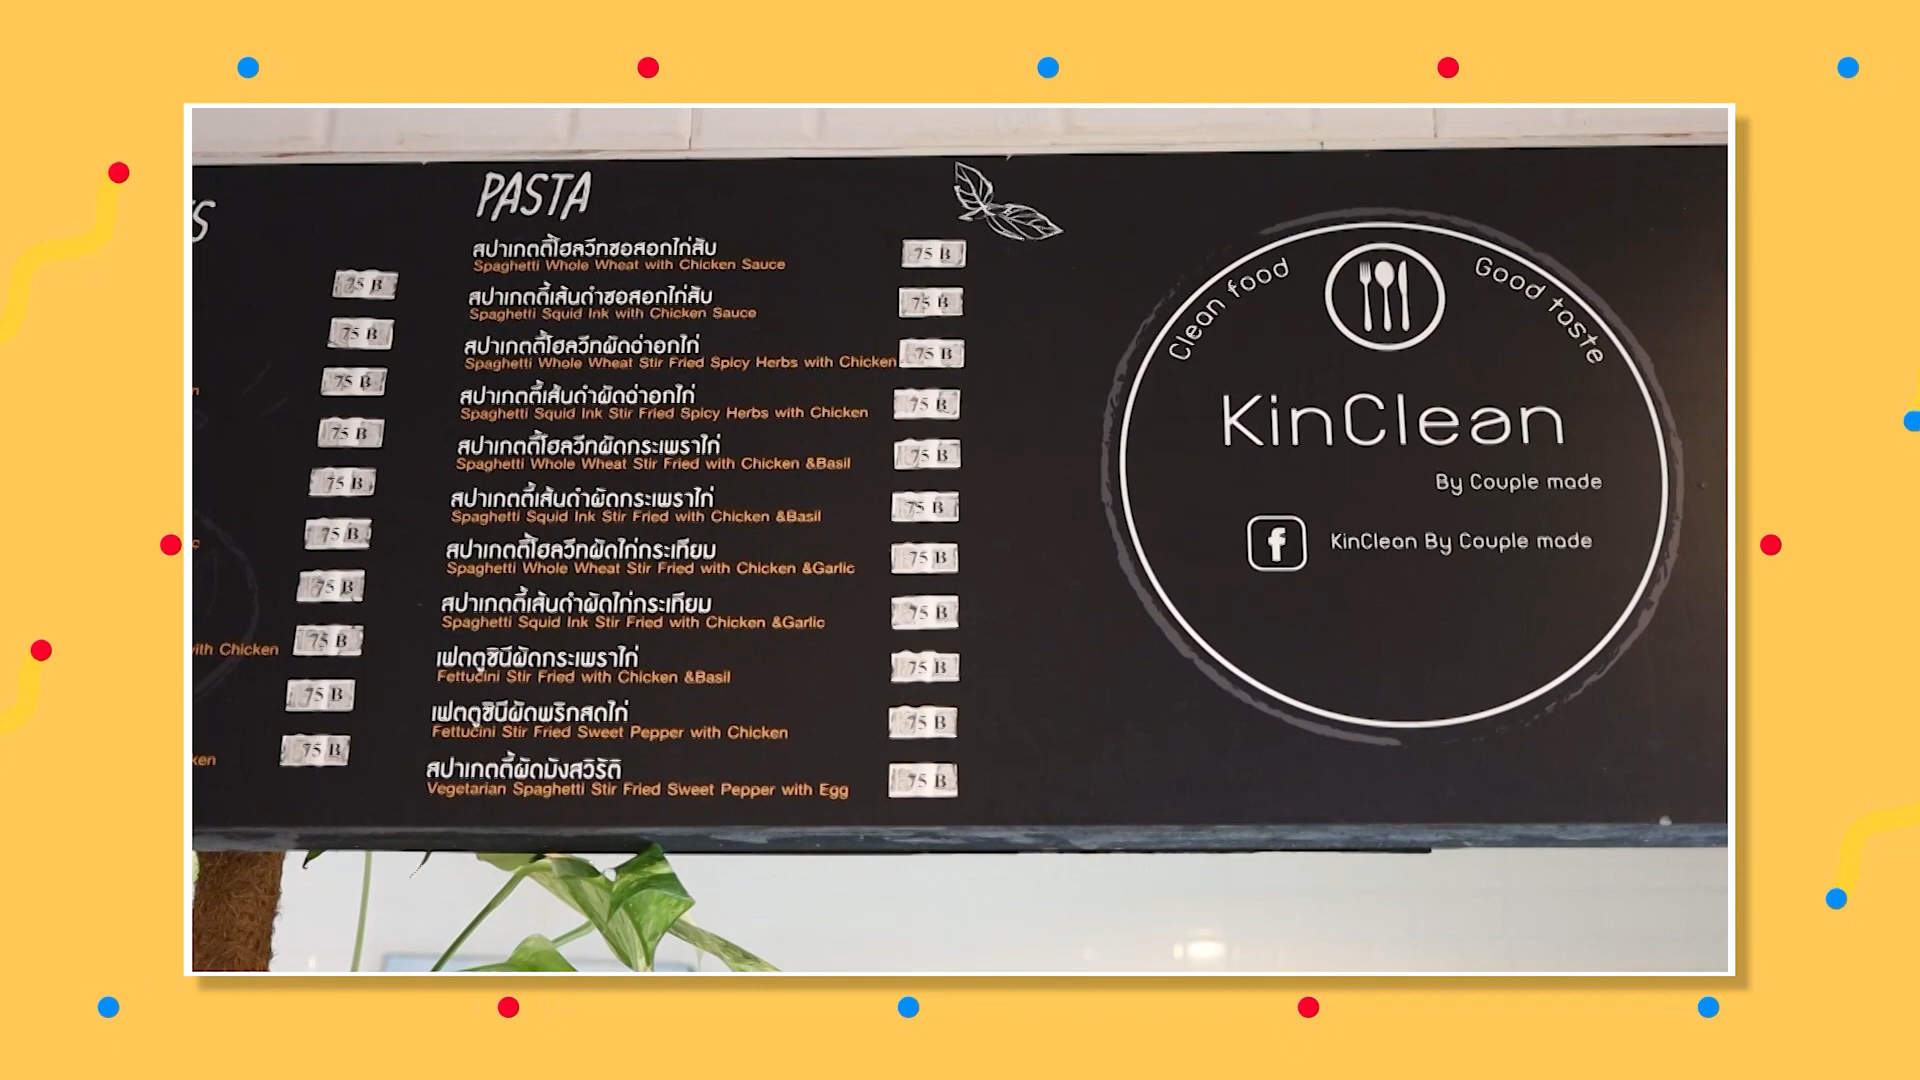 PASTA
สปาเกตตี้โฮลวีทซอสอกไก่สับ
Spaghetti Whole Wheat with Chicken Sauce
75 B
สปาเกตตี้เส้นดำซอสอกไก่สับ
Spaghetti Squid Ink with Chicken Sauce
75 B
สปาเกตตี้โฮลวีทผัดฉ่าอกไก่
Spaghetti Whole Wheat Stir Fried Spicy Herbs with Chicken
75 B
สปาเกตตี้เส้นดำผัดฉ่าอกไก่
Spaghetti Squid Ink Stir Fried Spicy Herbs with Chicken
75 B
สปาเกตตี้โฮลวีทผัดกระเพราไก่
Spaghetti Whole Wheat Stir Fried with Chicken &Basil
75 B
สปาเกตตี้เส้นดำผัดกระเพราไก่
Spaghetti Squid Ink Stir Fried with Chicken &Basil
75 B
สปาเกตตี้โฮลวีทผัดไก่กระเทียม
Spaghetti Whole Wheat Stir Fried with Chicken &Garlic
75 B
สปาเกตตี้เส้นดำผัดไก่กระเทียม
Spaghetti Squid Ink Stir Fried with Chicken &Garlic
75 B
เฟตตูชินีผัดกระเพราไก่
Fettucini Stir Fried with Chicken &Basil
75 B
เฟตตูชินีผัดพริกสดไก่
Fettucini Stir Fried Sweet Pepper with Chicken
75 B
สปาเกตตี้ผัดมังสวิรัติ
Vegetarian Spaghetti Stir Fried Sweet Pepper with Egg
75 B
75 B
75 B
75 B
75 B
75 B
75 B
75 B
with Chicken
75 B
75 B
75 B
Clean food
Good taste
KinClean
By Couple made
f
KinClean By Couple made